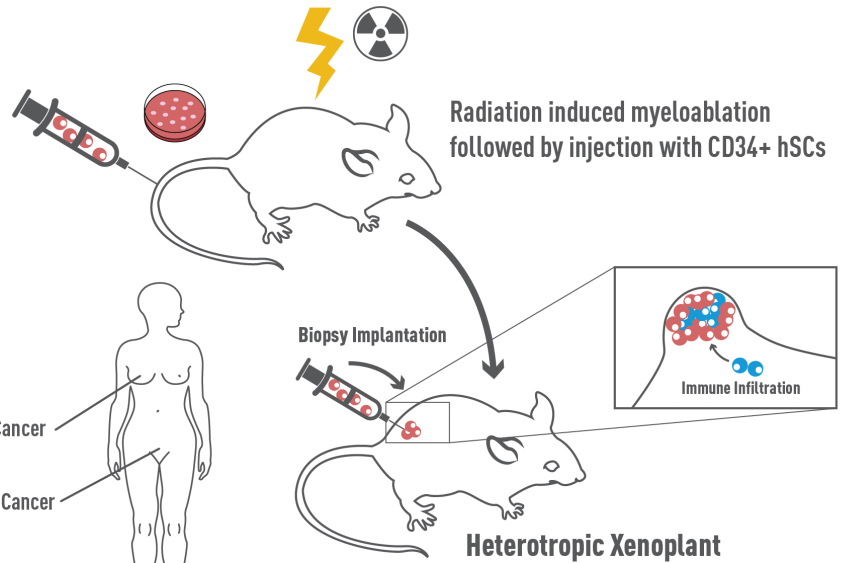 Radiation induced myeloablation
followed by injection with CD34+ hSCs
Biopsy Implantation
Immune Infiltration
Cancer
Cancer
Heterotropic Xenoplant